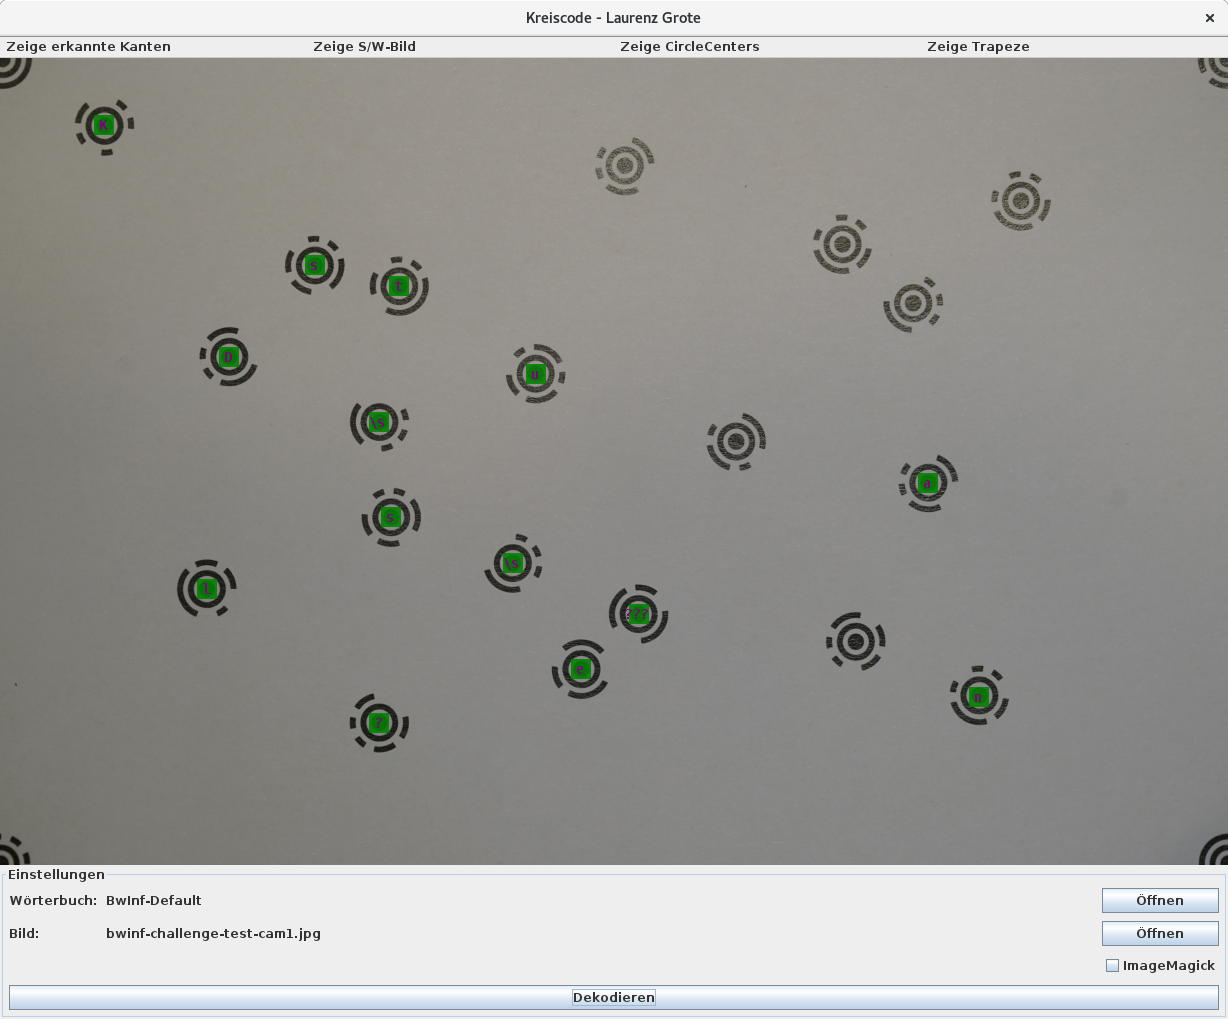 Kreiscode - Laurenz Grote
Zeige erkannte Kanten Zeige S/W-Bild Zeige CircleCenters Zeige Trapeze
K
s
t
D
u
\s
a
\s
???
?
n
Einstellungen
Wörterbuch: BwInf-Default Öffnen
Bild: bwinf-challenge-test-cam1.jpg Öffnen
ImageMagick
Dekodieren